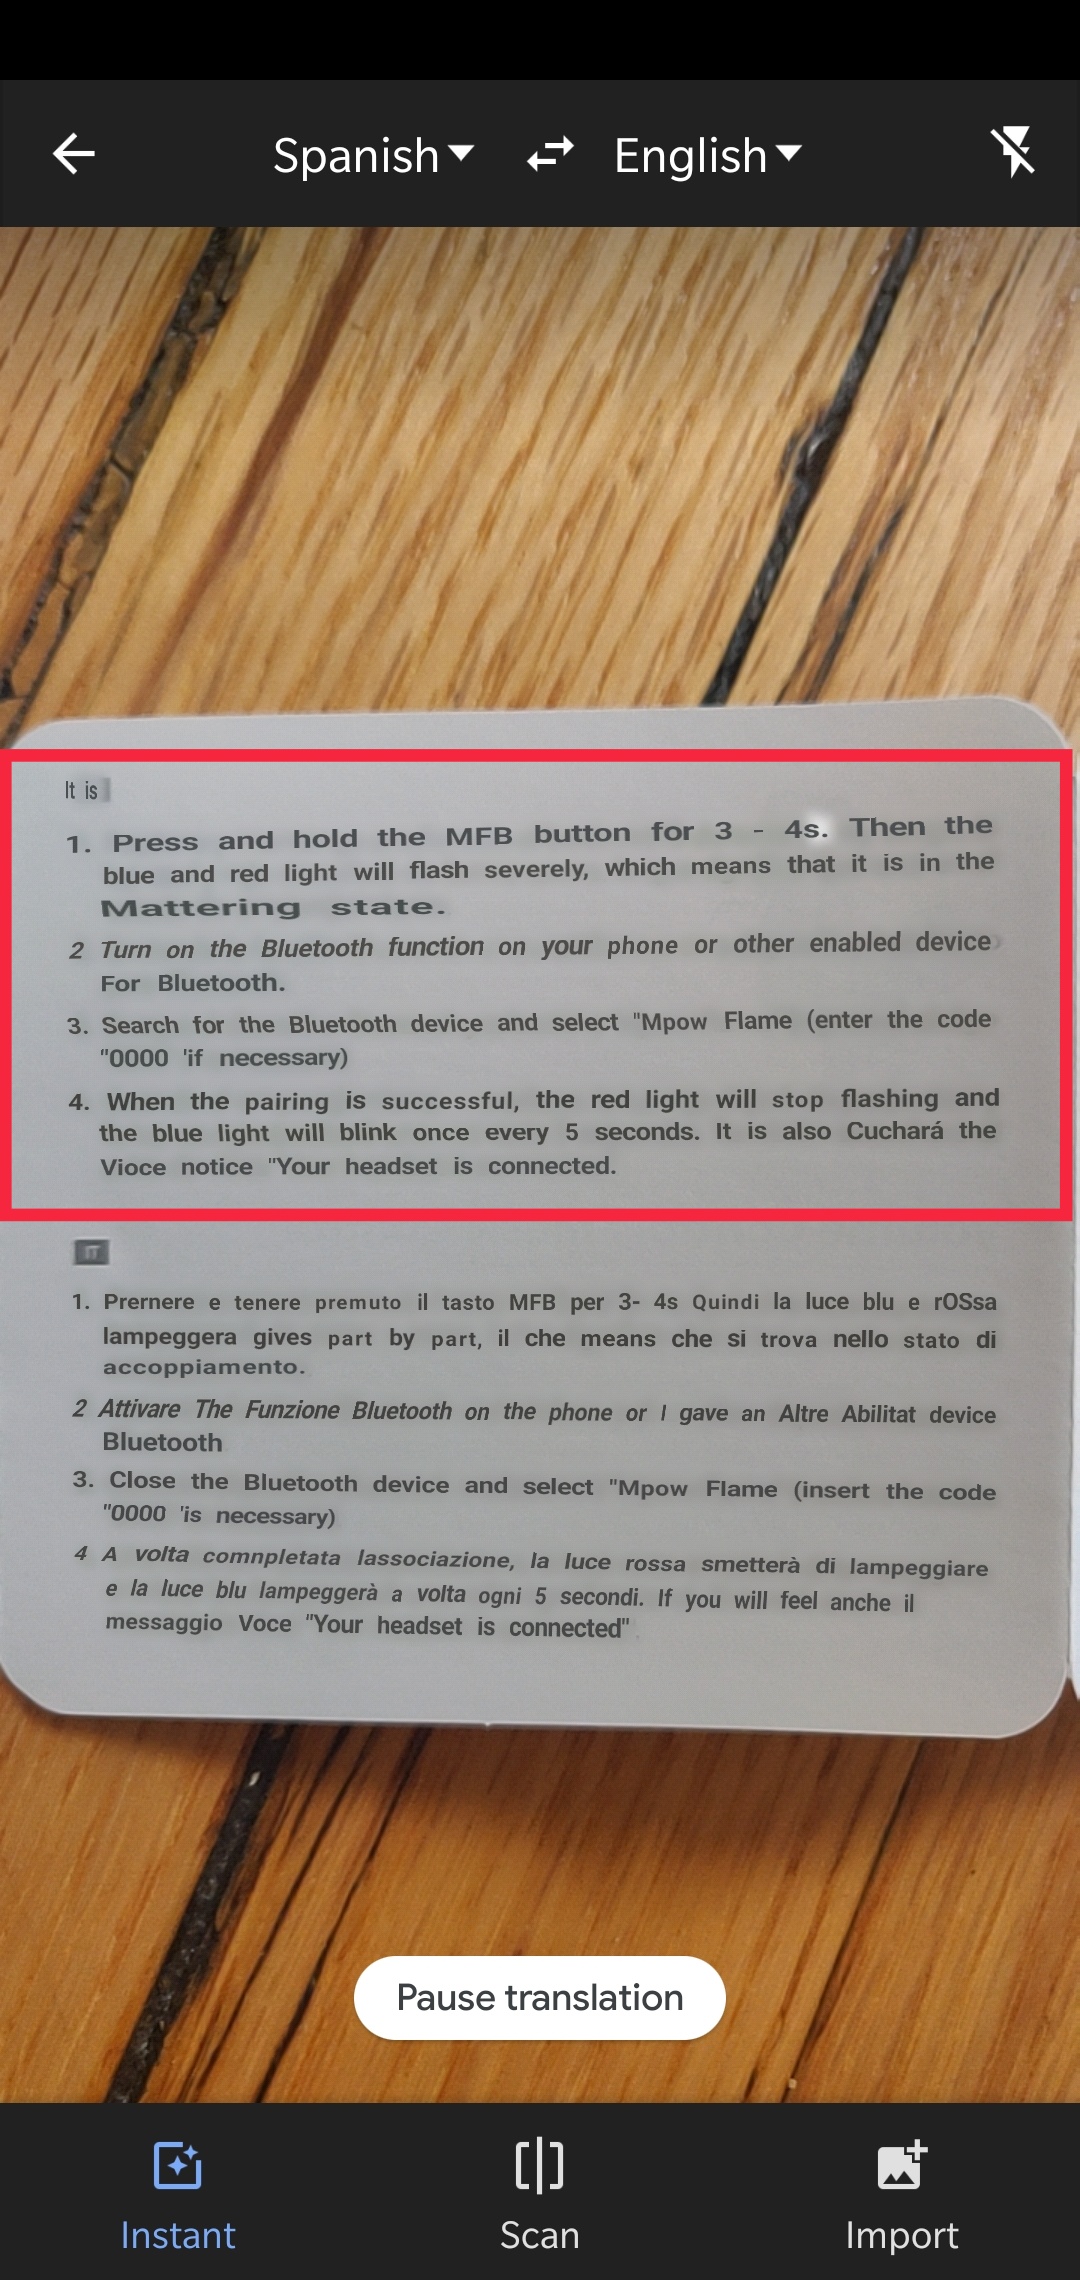 Spanish
English
It is
1. Press and hold the MFB button for 3 - 4s. Then the
blue and red light will flash severely, which means that it is in the
Mattering state.
2 Turn on the Bluetooth function on your phone or other enabled device
For Bluetooth.
3. Search for the Bluetooth device and select "Mpow Flame (enter the code
"0000 'if necessary)
4. When the pairing is successful, the red light will stop flashing and
the blue light will blink once every 5 seconds. It is also Cuchará the
Vioce notice "Your headset is connected.
IT
1. Prernere e tenere premuto il tasto MFB per 3- 4s Quindi la luce blu e rOSsa
lampeggera gives part by part, il che means che si trova nello stato di
accoppiamento.
2 Attivare The Funzione Bluetooth on the phone or I gave an Altre Abilitat device
Bluetooth
3. Close the Bluetooth device and select "Mpow Flame (insert the code
"0000 'is necessary)
4 A volta comnpletata lassociazione, la luce rossa smetterà di lampeggiare
e la luce blu lampeggerà a volta ogni 5 secondi. If you will feel anche il
messaggio Voce "Your headset is connected"
Pause translation
Instant
Scan
Import